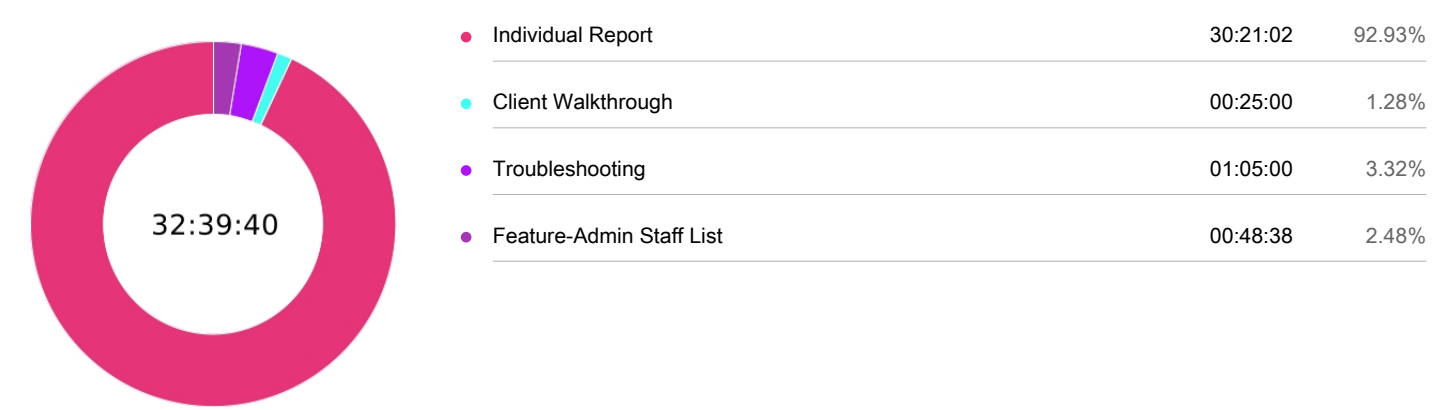 Individual Report 30:21:02 92.93%
Client Walkthrough 00:25:00 1.28%
Troubleshooting 01:05:00 3.32%
32:39:40
Feature-Admin Staff List 00:48:38 2.48%